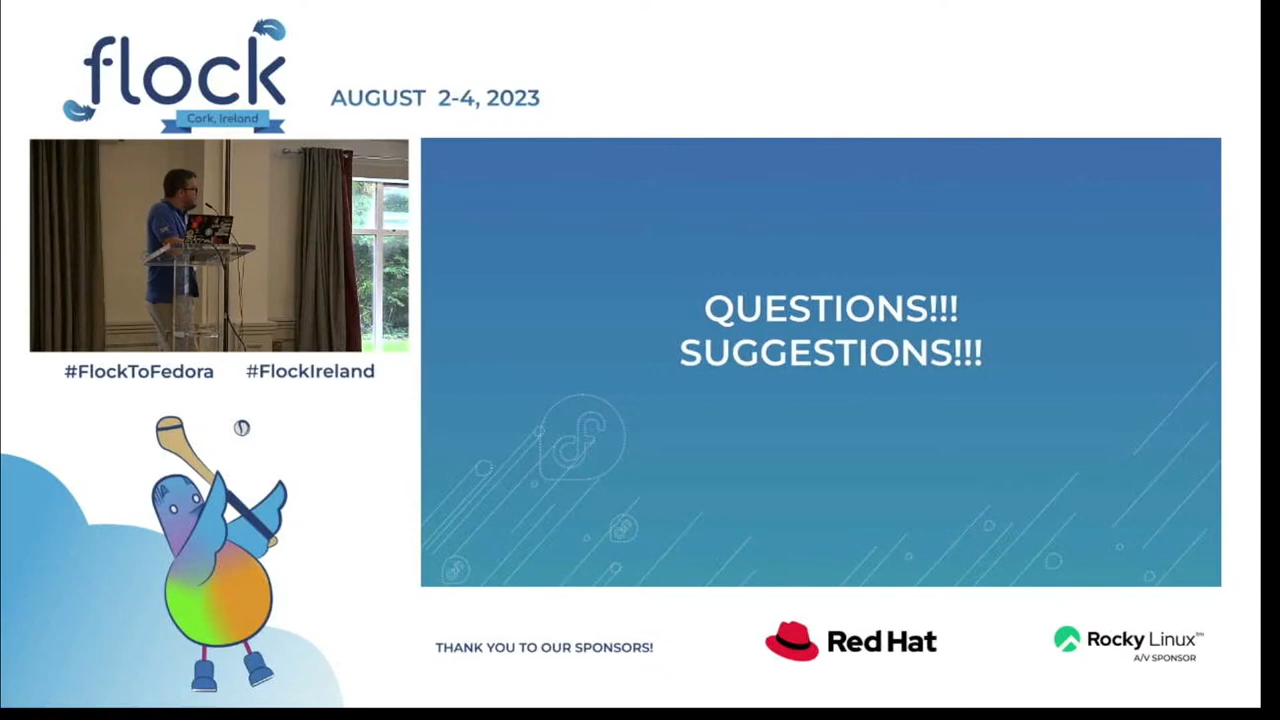 flock
Cork, Ireland
AUGUST 2-4, 2023
QUESTIONS!!!
SUGGESTIONS!!!
#FlockToFedora #FlockIreland
THANK YOU TO OUR SPONSORS!
Red Hat
Rocky Linux™
A/V SPONSOR